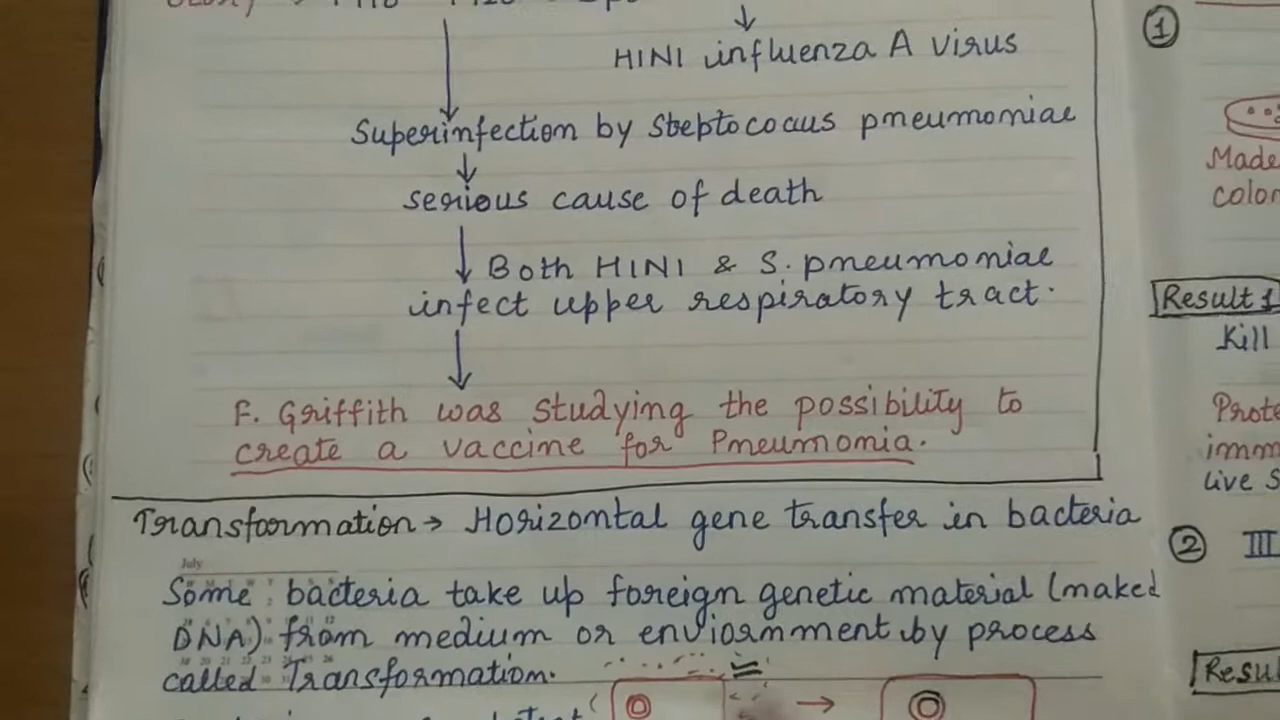 HINI influenza A virus
Superinfection by Steptococcus pneumoniae
serious cause of death
Both HINI & S. pneumoniae
infect upper respiratory tract.
F. Griffith was studying the possibility to
create a vaccine for Pneumonia.
Transformation → Horizontal gene transfer in bacteria
July
Some bacteria take up foreign genetic material (naked
DNA) from medium or enviornment by process
called Transformation.
1
Made
color
Result 1
Kill
Prote
imm
live S
2 III
Resu